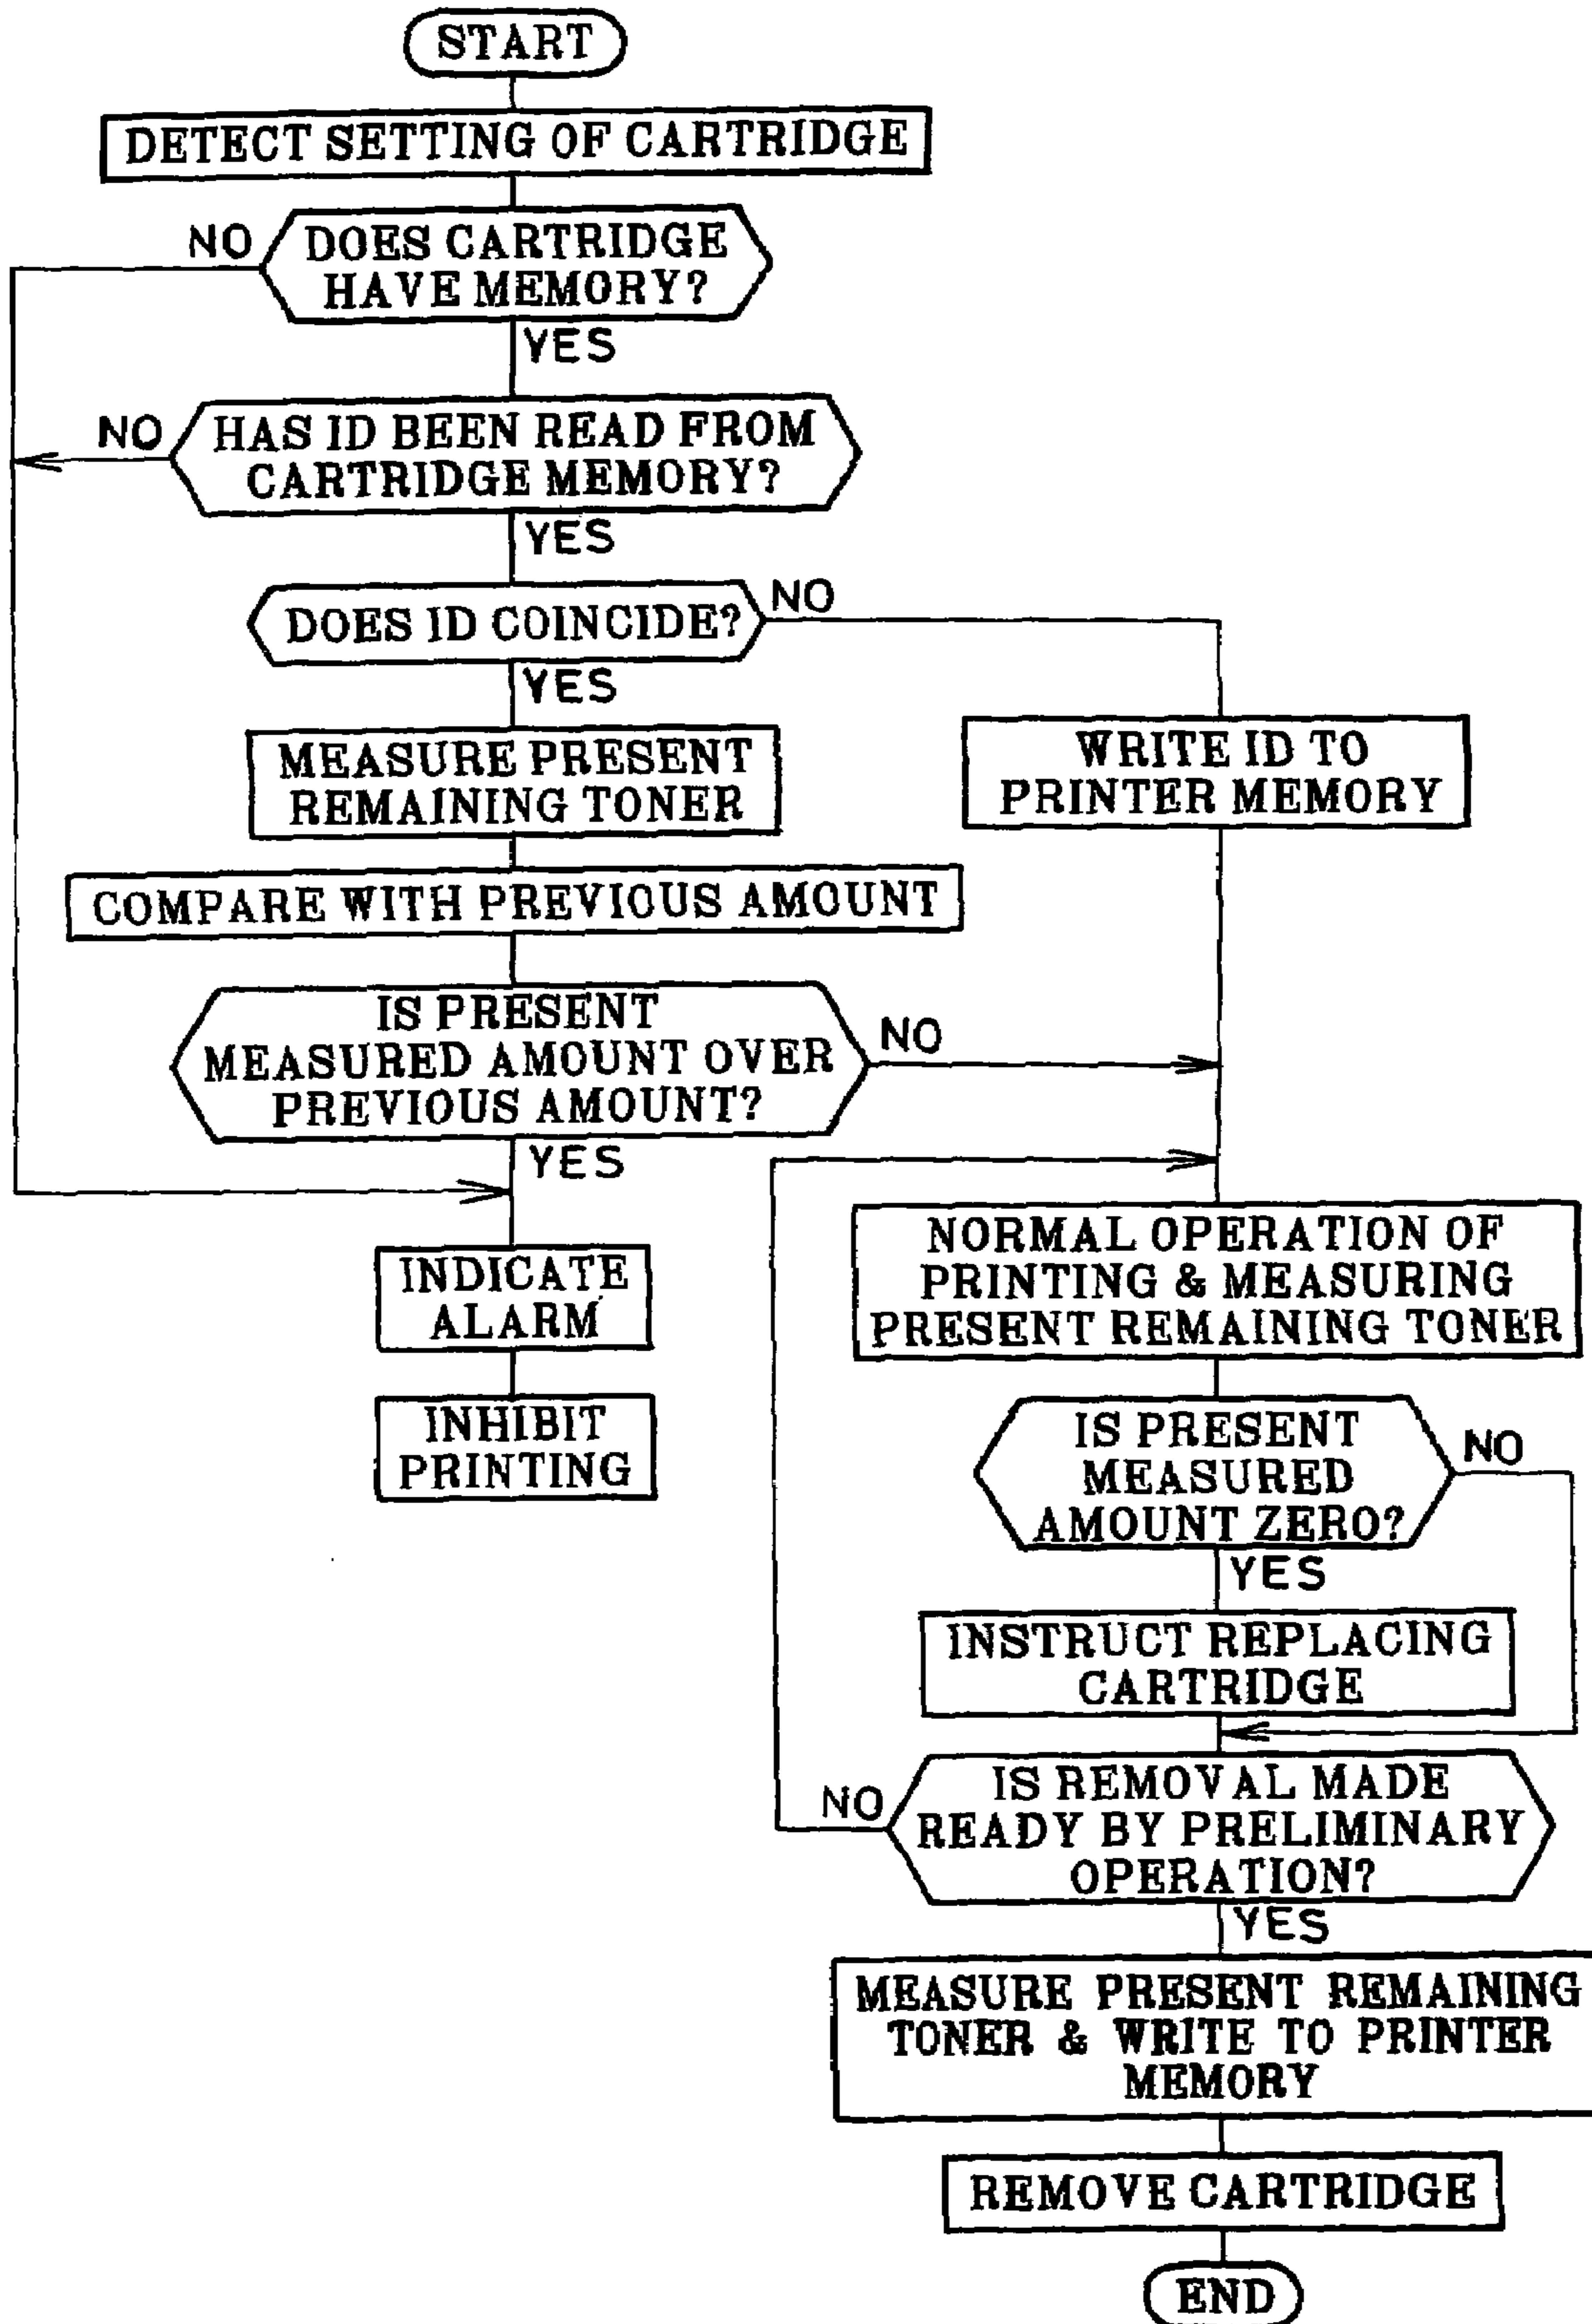 START
DETECT SETTING OF CARTRIDGE
NO
DOES CARTRIDGE
HAVE MEMORY?
YES
NO
HAS ID BEEN READ FROM
CARTRIDGE MEMORY?
YES
DOES ID COINCIDE?
NO
YES
MEASURE PRESENT
REMAINING TONER
WRITE ID TO
PRINTER MEMORY
COMPARE WITH PREVIOUS AMOUNT
IS PRESENT
MEASURED AMOUNT OVER
PREVIOUS AMOUNT?
NO
YES
INDICATE
ALARM
INHIBIT
PRINTING
NORMAL OPERATION OF
PRINTING & MEASURING
PRESENT REMAINING TONER
IS PRESENT
MEASURED
AMOUNT ZERO?
NO
YES
INSTRUCT REPLACING
CARTRIDGE
NO
IS REMOVAL MADE
READY BY PRELIMINARY
OPERATION?
YES
MEASURE PRESENT REMAINING
TONER & WRITE TO PRINTER
MEMORY
REMOVE CARTRIDGE
END